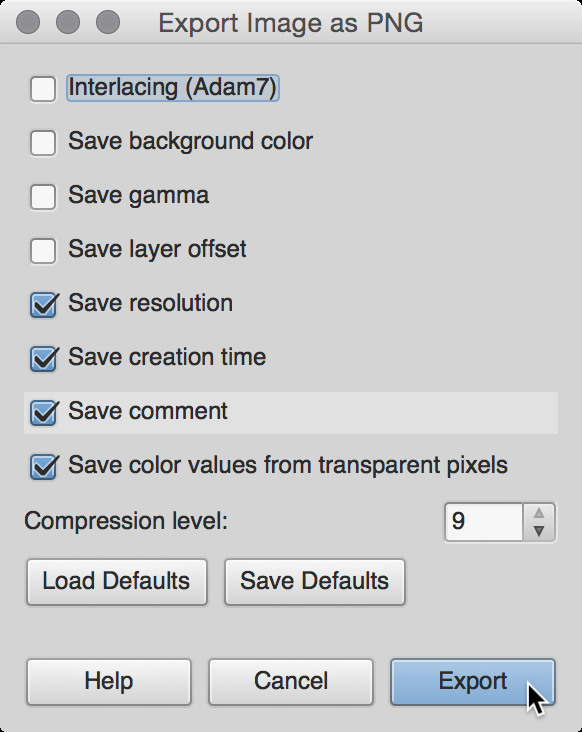 Export Image as PNG
Interlacing (Adam7)
Save background color
Save gamma
Save layer offset
Save resolution
Save creation time
Save comment
Save color values from transparent pixels
Compression level: 9
Load Defaults Save Defaults
Help Cancel Export